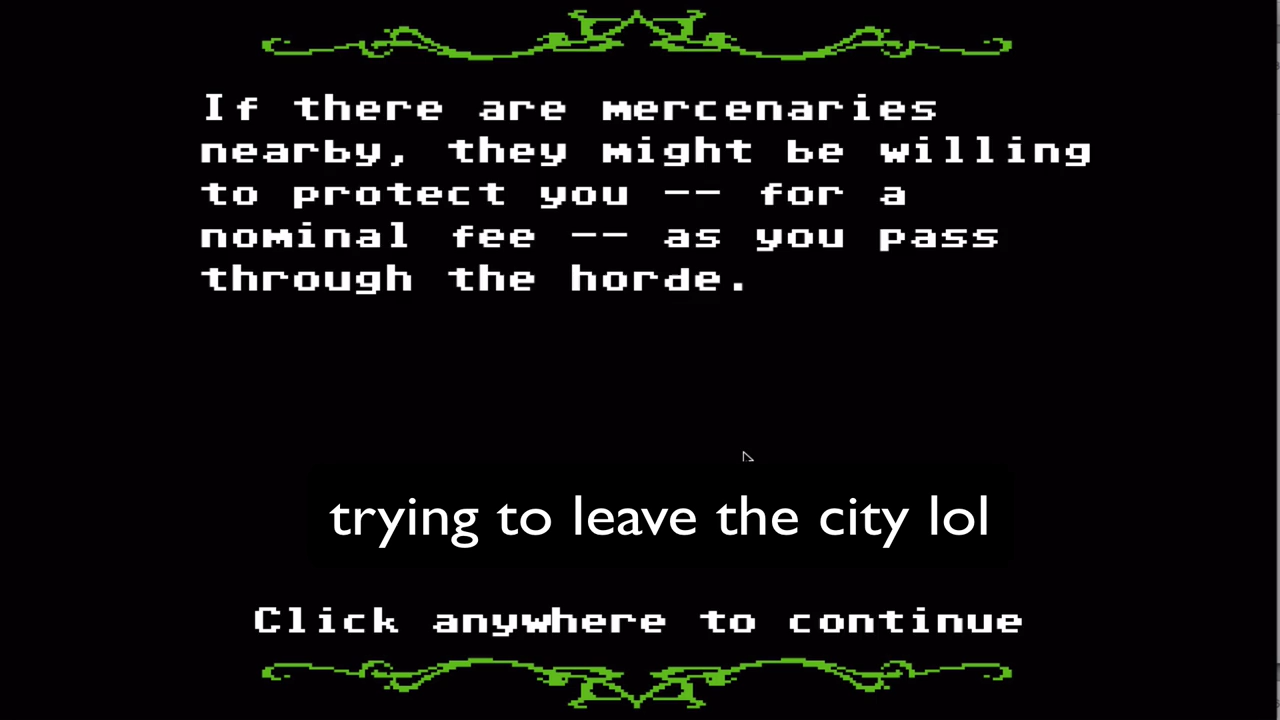 If there are mercenaries
nearby, they might be willing
to protect you -- for a
nominal fee -- as you pass
through the horde.
trying to leave the city lol
Click anywhere to continue